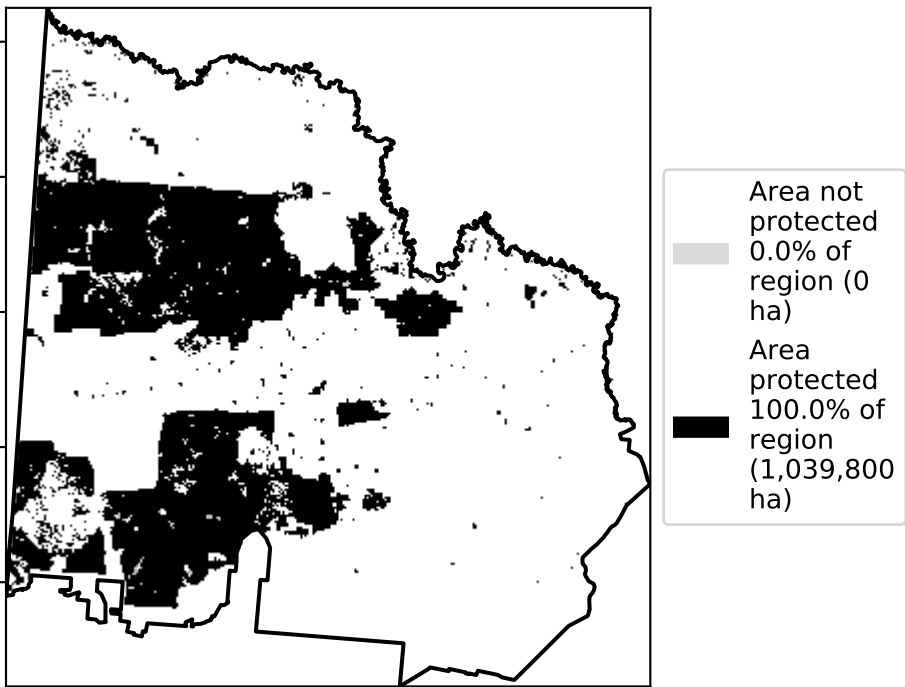 Area not
protected
0.0% of
region (0
ha)
Area
protected
100.0% of
region
(1,039,800
ha)